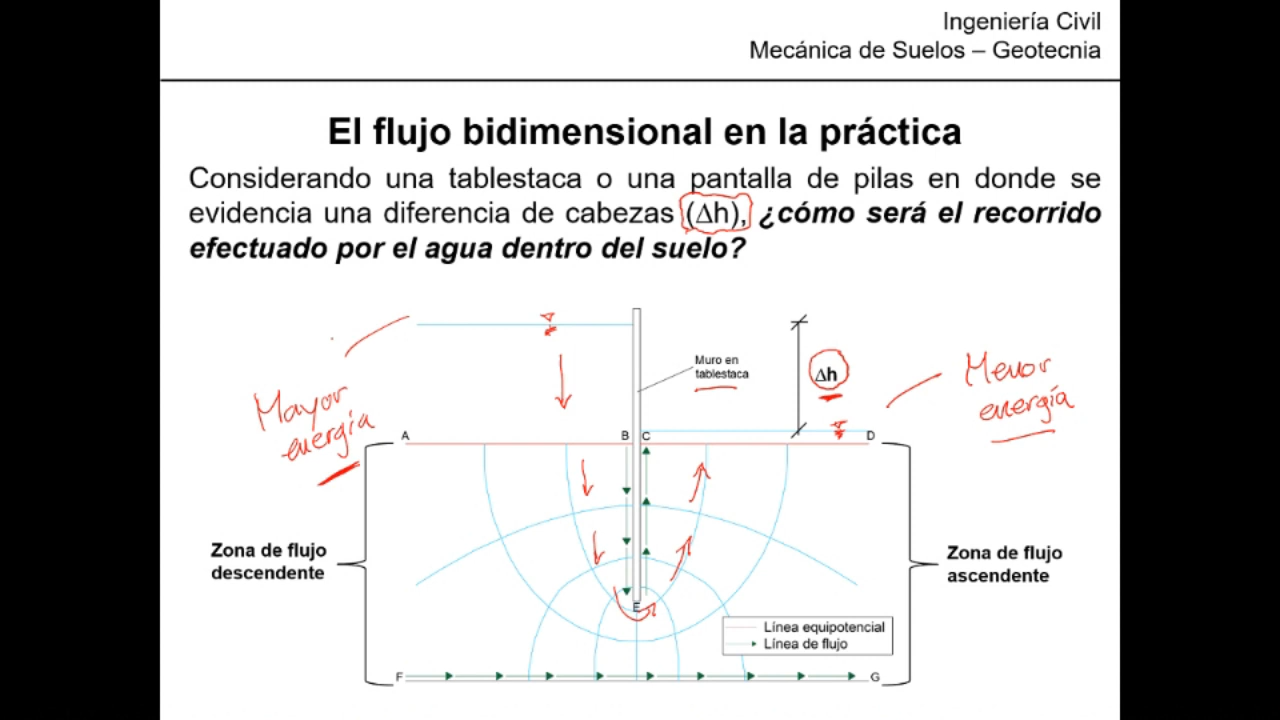 Ingeniería Civil
Mecánica de Suelos – Geotecnia
El flujo bidimensional en la práctica
Considerando una tablestaca o una pantalla de pilas en donde se
evidencia una diferencia de cabezas (Δh), ¿cómo será el recorrido
efectuado por el agua dentro del suelo?
Muro en
tablestaca
Δh
Mayor
energía
Menor
energía
A
B
C
D
Zona de flujo
descendente
Zona de flujo
ascendente
E
Línea equipotencial
Línea de flujo
F
G